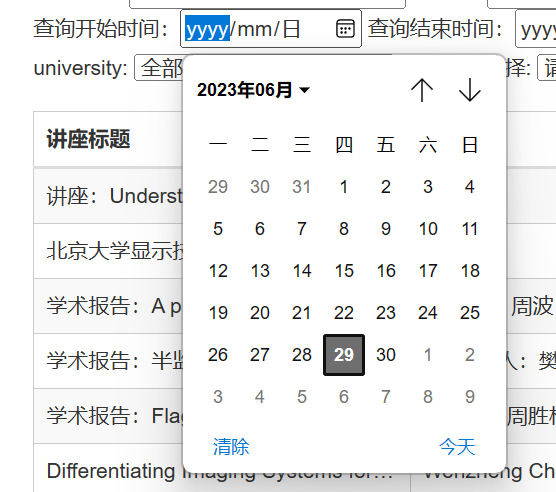 查询开始时间： yyyy/mm/日 查询结束时间： yyyy
university: 全部 择:
2023年06月
一 二 三 四 五 六 日
29 30 31 1 2 3 4
5 6 7 8 9 10 11
12 13 14 15 16 17 18
19 20 21 22 23 24 25
26 27 28 29 30 1 2
3 4 5 6 7 8 9
清除 今天
讲座标题
讲座：Underst
北京大学显示技
学术报告：A p 周波
学术报告：半监 人：樊
学术报告：Flag 周胜
Differentiating Imaging Systems for… Wenzheng Ch